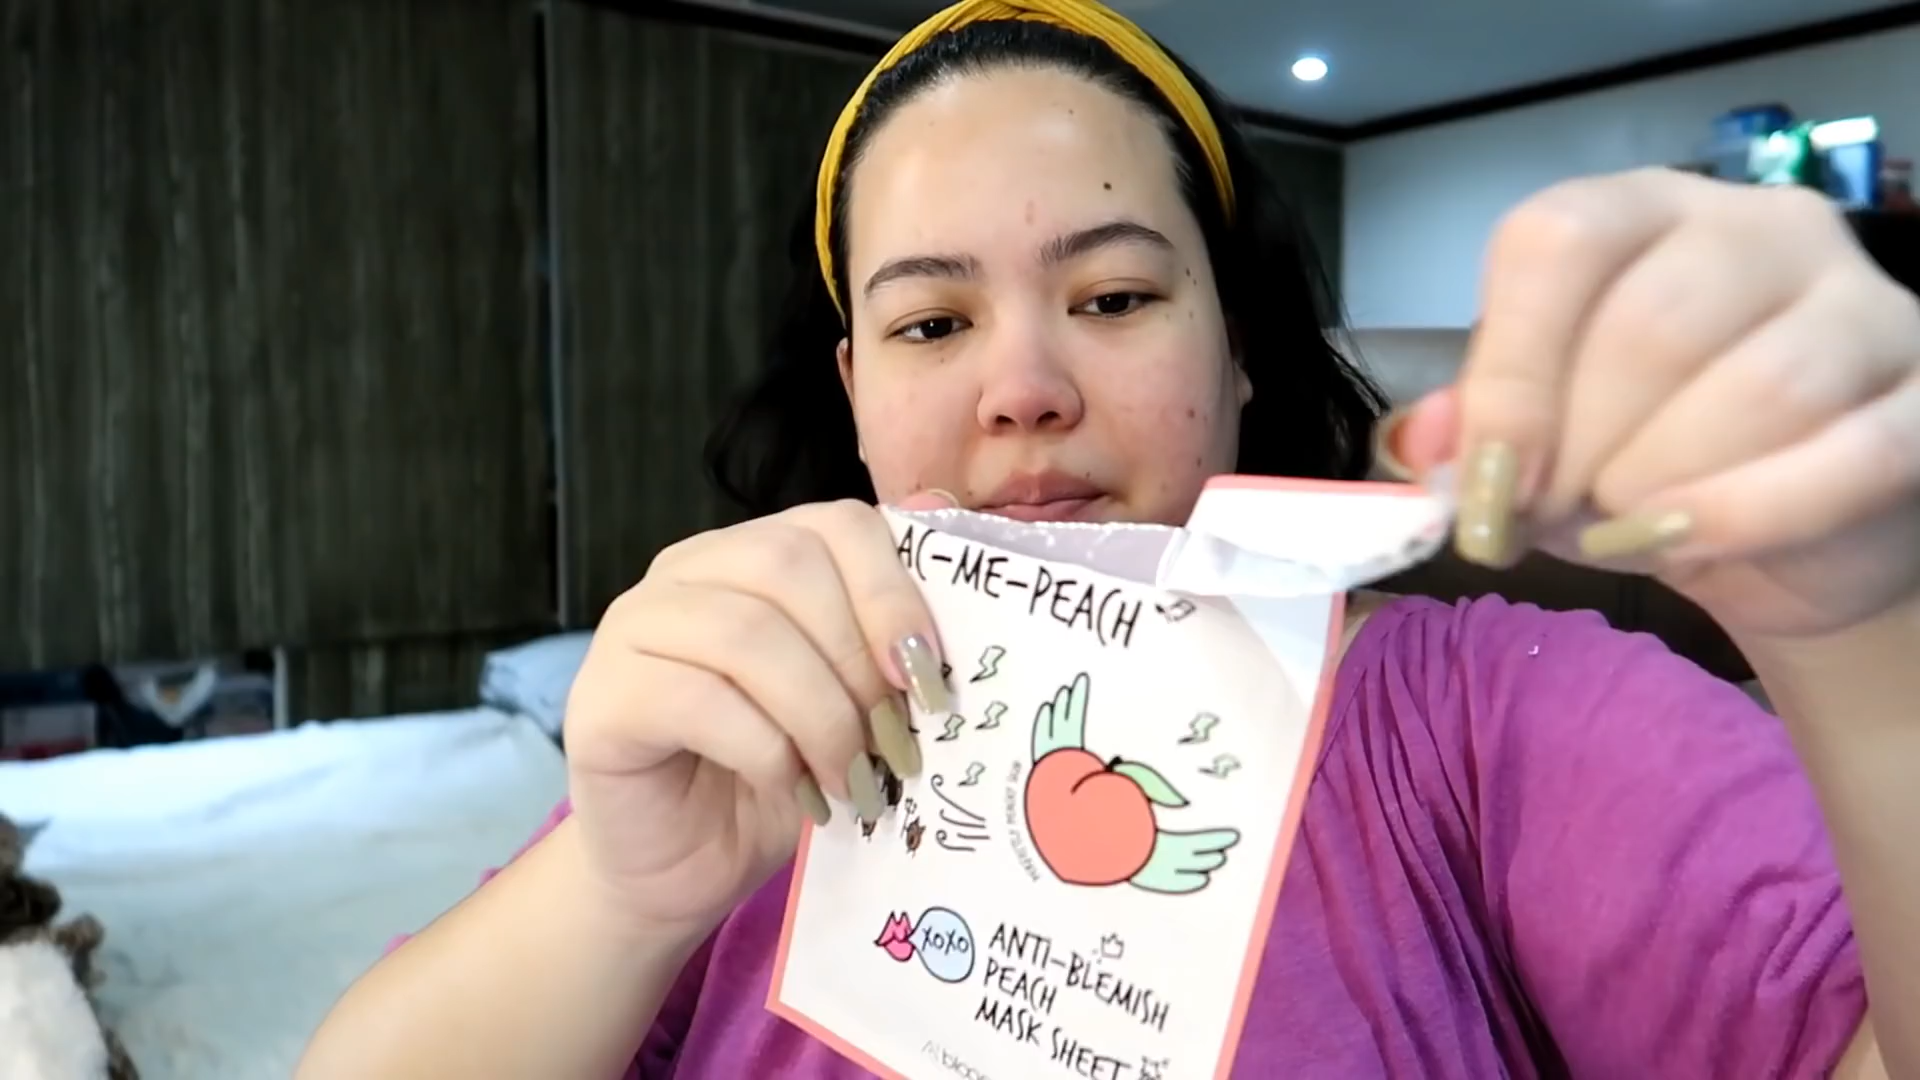 AC-ME-PEACH
XOXO
ANTI-BLEMISH
PEACH
MASK SHEET